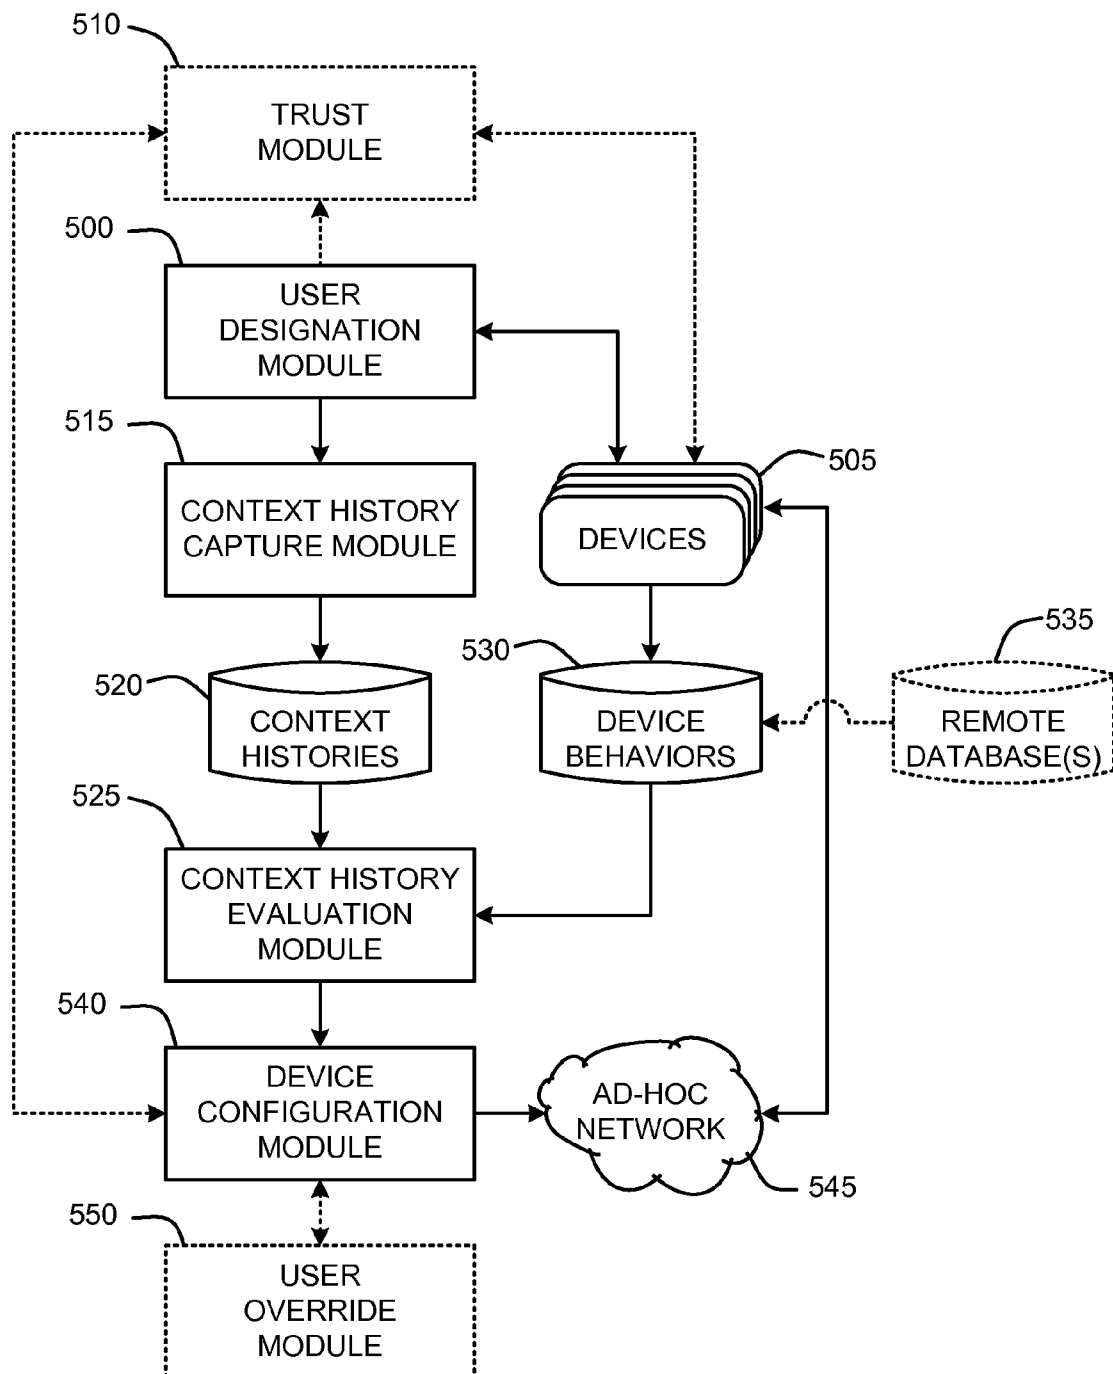 510
TRUST
MODULE
500
USER
DESIGNATION
MODULE
515
505
CONTEXT HISTORY
CAPTURE MODULE
DEVICES
520
CONTEXT
HISTORIES
530
DEVICE
BEHAVIORS
535
REMOTE
DATABASE(S)
525
CONTEXT HISTORY
EVALUATION
MODULE
540
DEVICE
CONFIGURATION
MODULE
AD-HOC
NETWORK
545
550
USER
OVERRIDE
MODULE